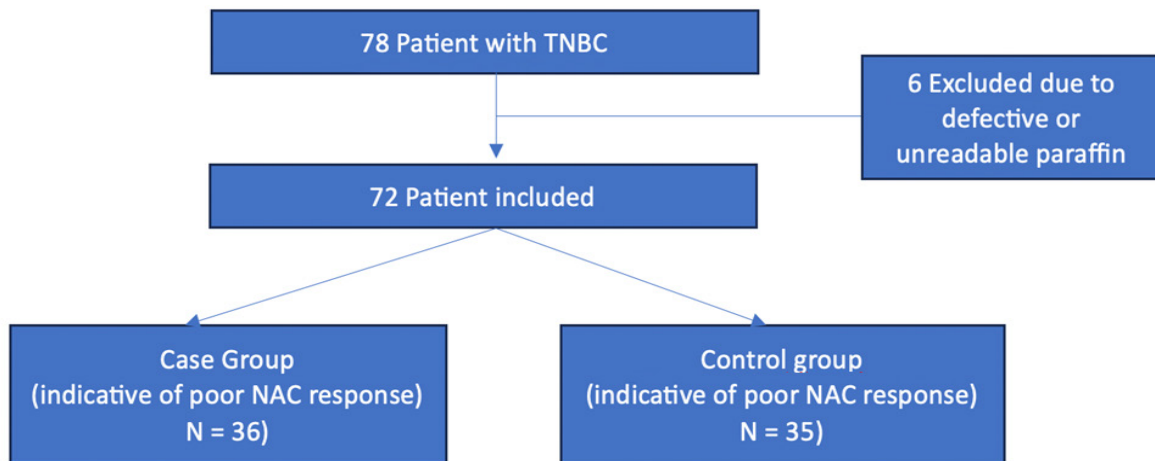 78 Patient with TNBC
6 Excluded due to
defective or
unreadable paraffin
72 Patient included
Case Group
(indicative of poor NAC response)
N = 36)
Control group
(indicative of poor NAC response)
N = 35)